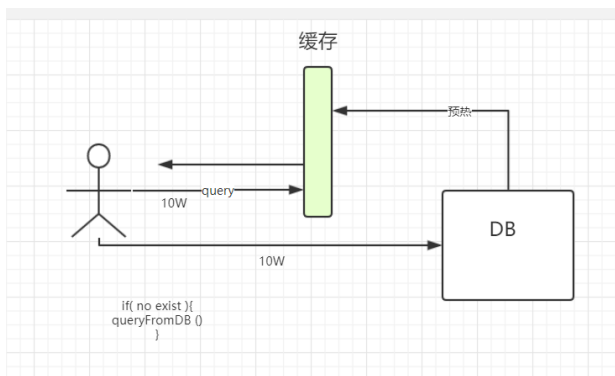 缓存
预热
query
10W
DB
10W
if( no exist ){
queryFromDB ()
}